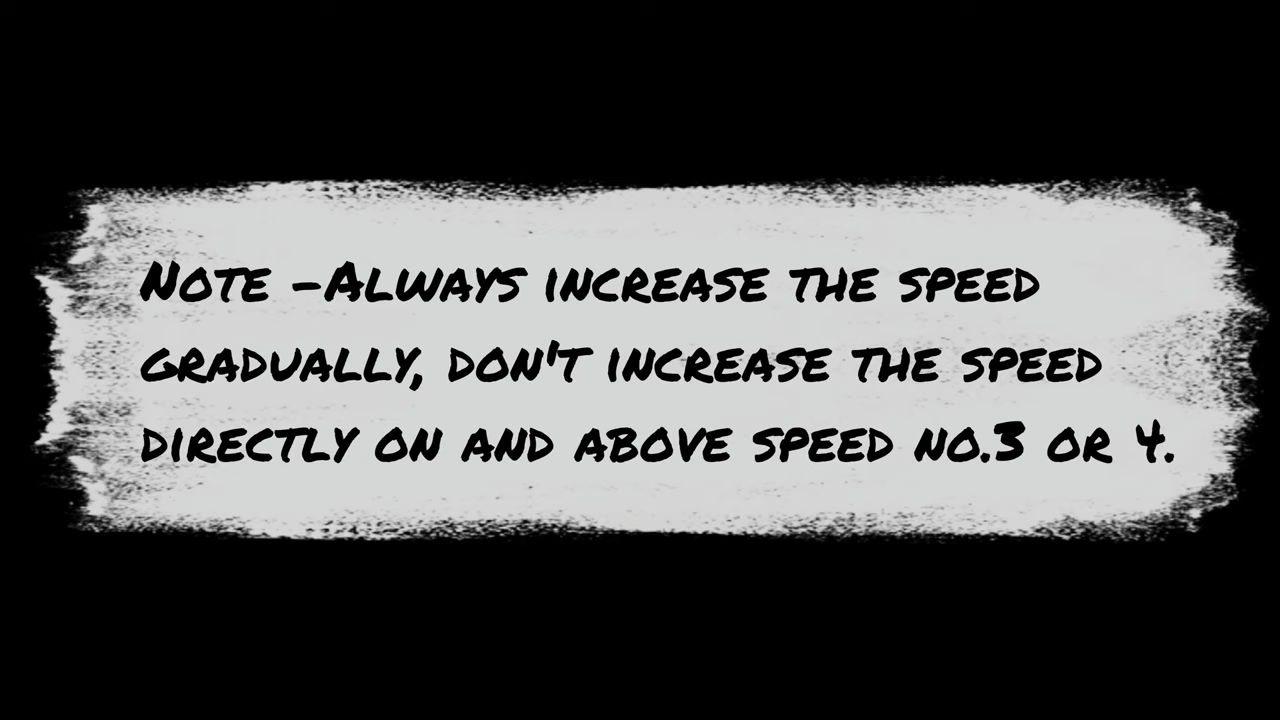 Note -Always increase the speed
gradually, don't increase the speed
directly on and above speed no.3 or 4.